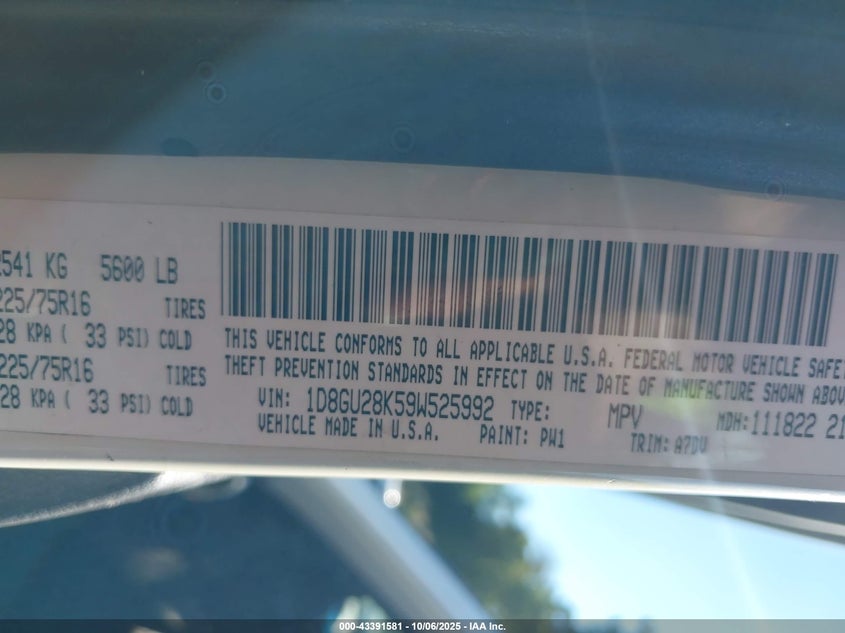 2541 KG 5600 LB
225/75R16 TIRES
28 KPA ( 33 PSI) COLD
225/75R16 TIRES
28 KPA ( 33 PSI) COLD
THIS VEHICLE CONFORMS TO ALL APPLICABLE U.S.A. FEDERAL MOTOR VEHICLE SAFE
THEFT PREVENTION STANDARDS IN EFFECT ON THE DATE OF MANUFACTURE SHOWN ABOV
VIN: 1D8GU28K59W525992 TYPE: MPV MDH:111822 21
VEHICLE MADE IN U.S.A. PAINT: PW1 TRIM: A7DV
000-43391581 - 10/06/2025 - IAA Inc.